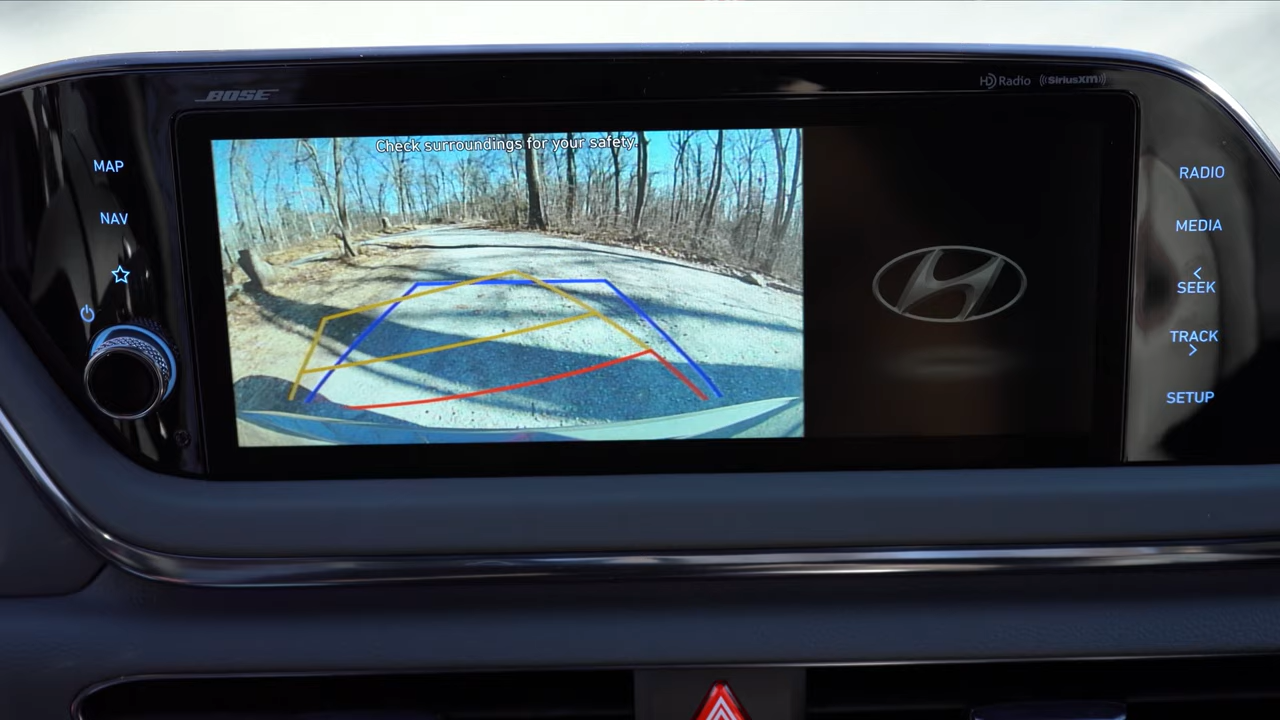 BOSE
HD Radio
SiriusXM
MAP
NAV
Check surroundings for your safety.
RADIO
MEDIA
<
SEEK
TRACK
>
SETUP